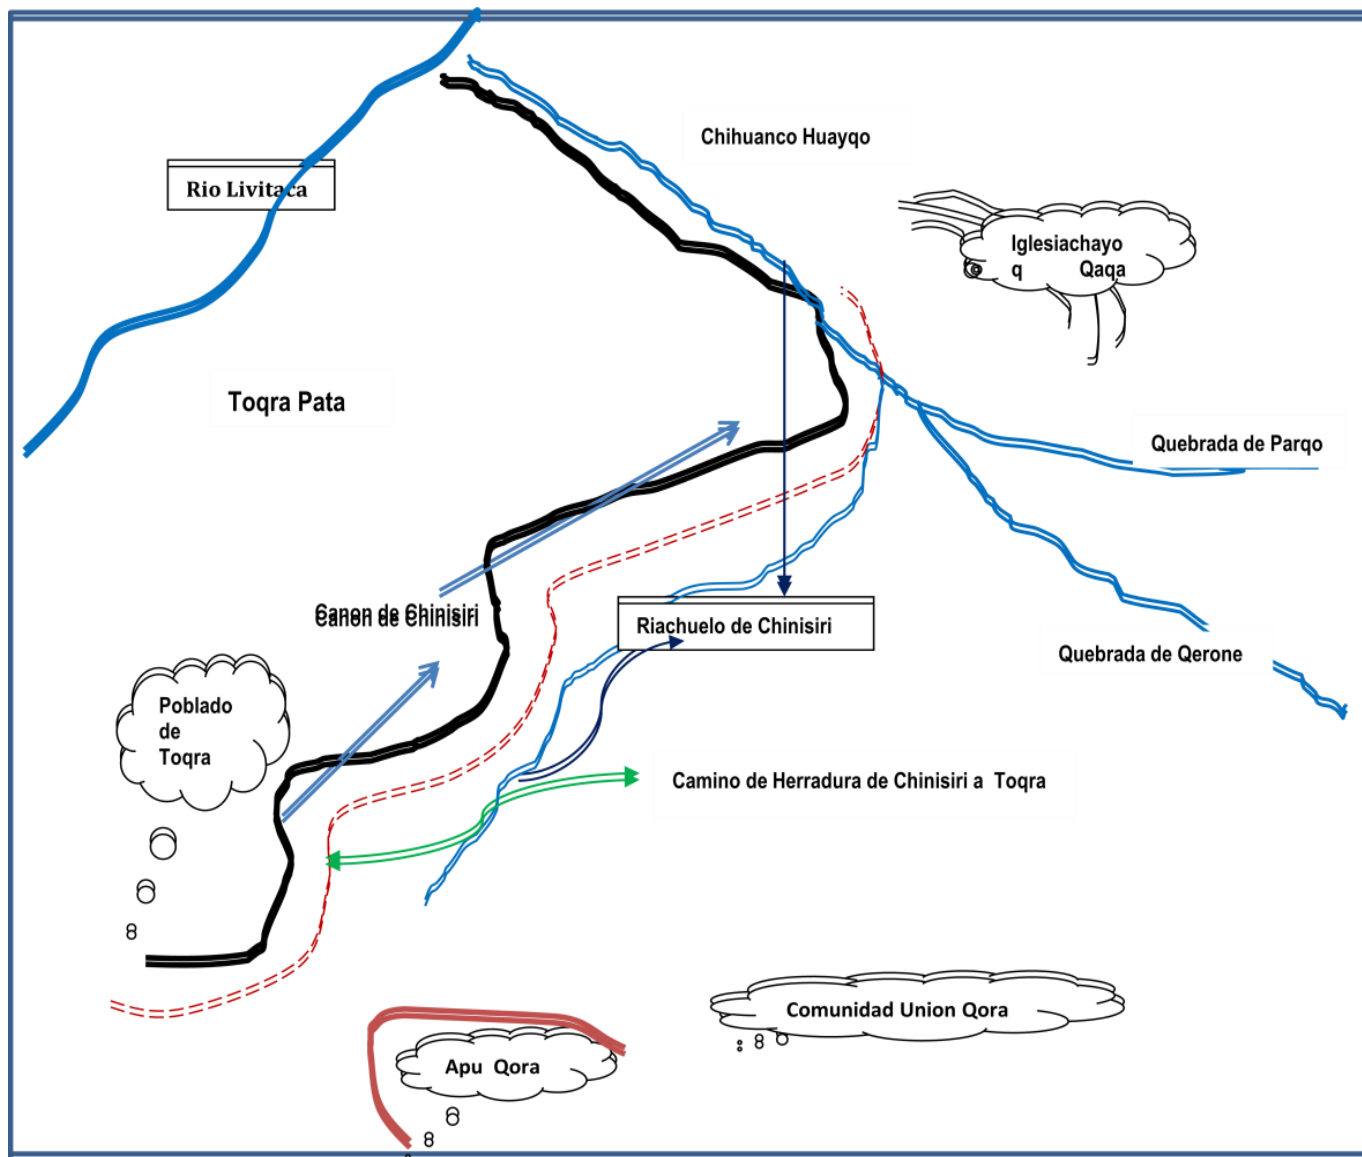 Chihuanco Huayqo
Rio Livitaca
Iglesiachayo
q Qaqa
Toqra Pata
Quebrada de Parqo
Canon de Chinisiri
Riachuelo de Chinisiri
Quebrada de Qerone
Poblado
de
Toqra
Camino de Herradura de Chinisiri a Toqra
Comunidad Union Qora
Apu Qora